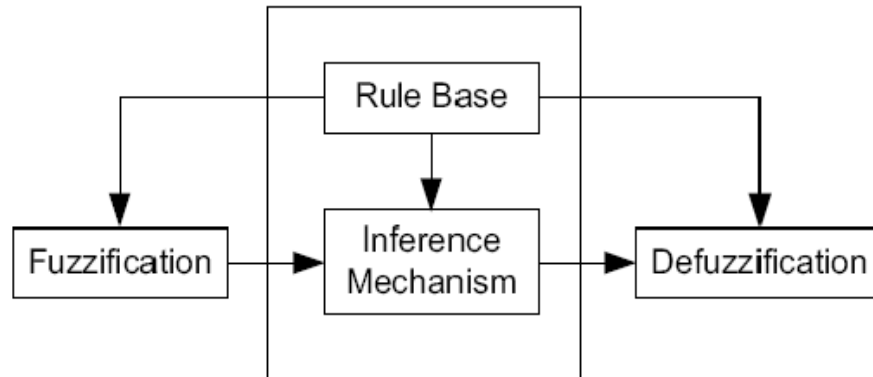 Rule Base
Fuzzification
Inference
Mechanism
Defuzzification